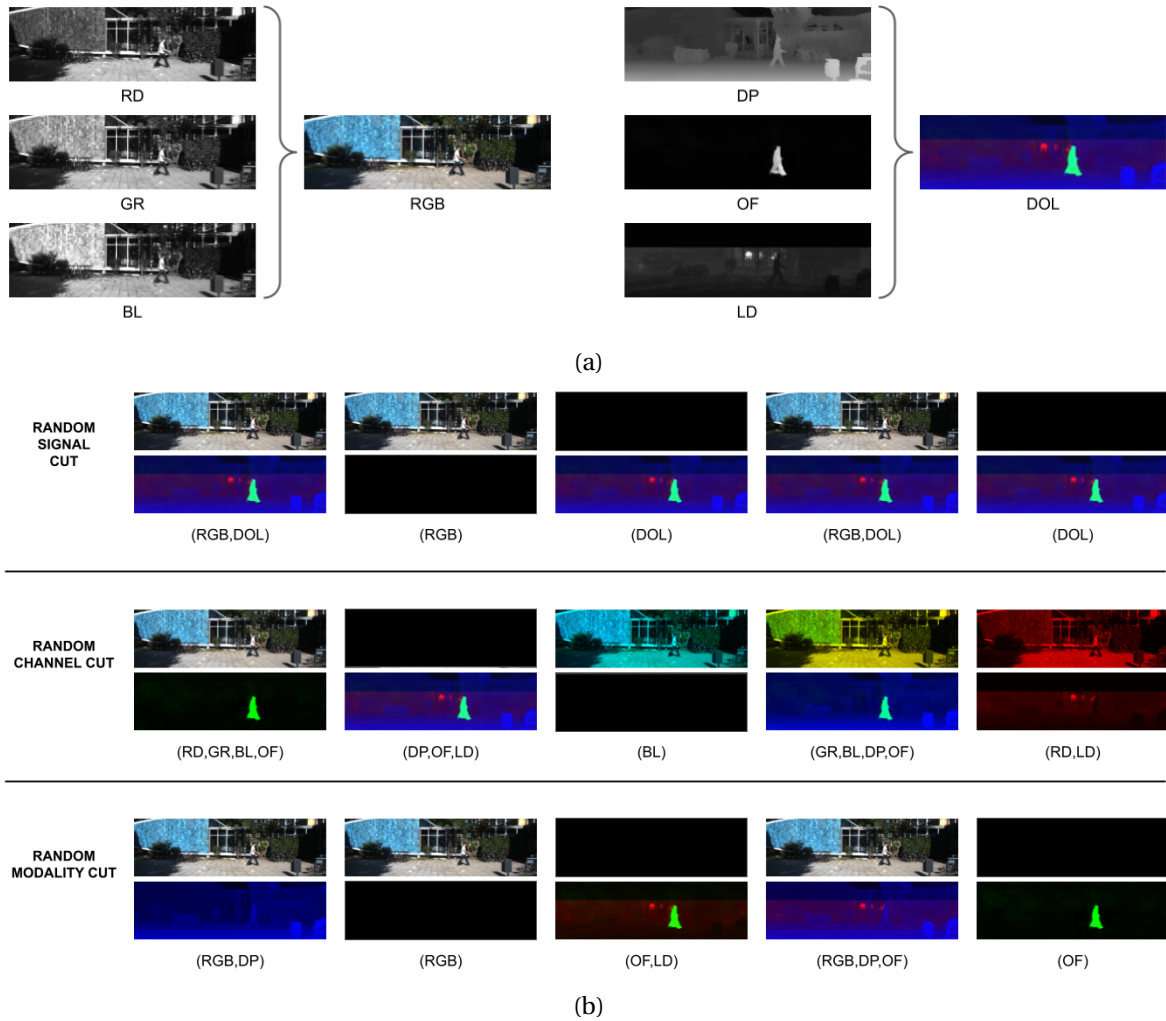 RD
DP
GR
RGB
OF
DOL
BL
LD
(a)
RANDOM
SIGNAL
CUT
(RGB,DOL)
(RGB)
(DOL)
(RGB,DOL)
(DOL)
RANDOM
CHANNEL CUT
(RD,GR,BL,OF)
(DP,OF,LD)
(BL)
(GR,BL,DP,OF)
(RD,LD)
RANDOM
MODALITY CUT
(RGB,DP)
(RGB)
(OF,LD)
(RGB,DP,OF)
(OF)
(b)